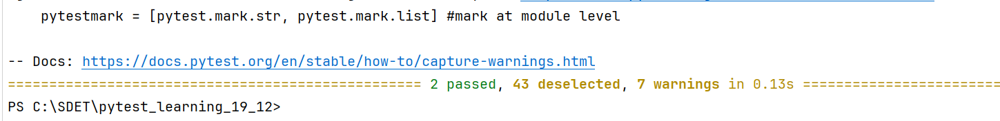 pytestmark = [pytest.mark.str, pytest.mark.list] #mark at module level
-- Docs: https://docs.pytest.org/en/stable/how-to/capture-warnings.html
================================================== 2 passed, 43 deselected, 7 warnings in 0.13s ========================
PS C:\SDET\pytest_learning_19_12>